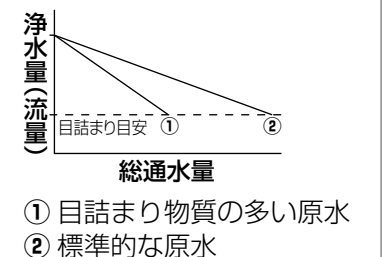 浄水量（流量）
目詰まり目安 ① ②
総通水量
① 目詰まり物質の多い原水
② 標準的な原水